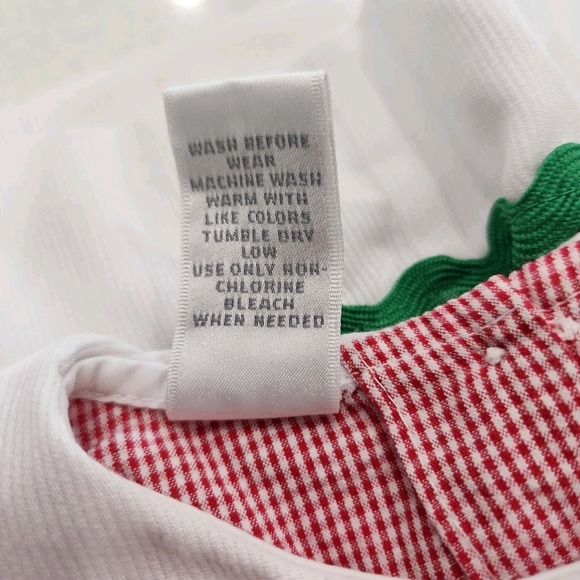 WASH BEFORE
WEAR
MACHINE WASH
WARM WITH
LIKE COLORS
TUMBLE DRY
LOW
USE ONLY NON-
CHLORINE
BLEACH
WHEN NEEDED